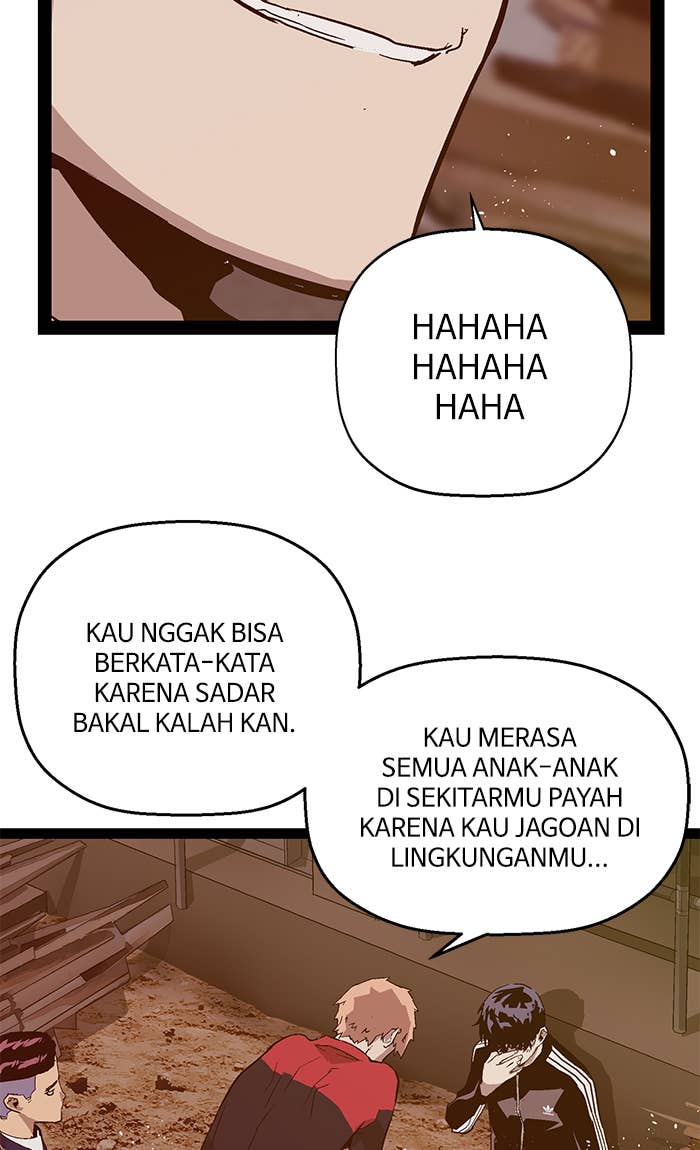 HAHAHA
HAHAHA
HAHA
KAU NGGAK BISA
BERKATA-KATA
KARENA SADAR
BAKAL KALAH KAN.
KAU MERASA
SEMUA ANAK-ANAK
DI SEKITARMU PAYAH
KARENA KAU JAGOAN DI
LINGKUNGANMU...